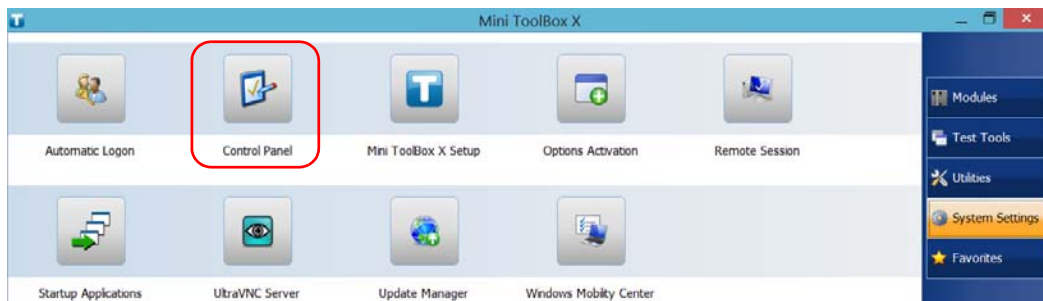 Mini ToolBox X
Automatic Logon
Control Panel
Mini ToolBox X Setup
Options Activation
Remote Session
Startup Applications
UltraVNC Server
Update Manager
Windows Mobility Center
Modules
Test Tools
Utilities
System Settings
Favorites